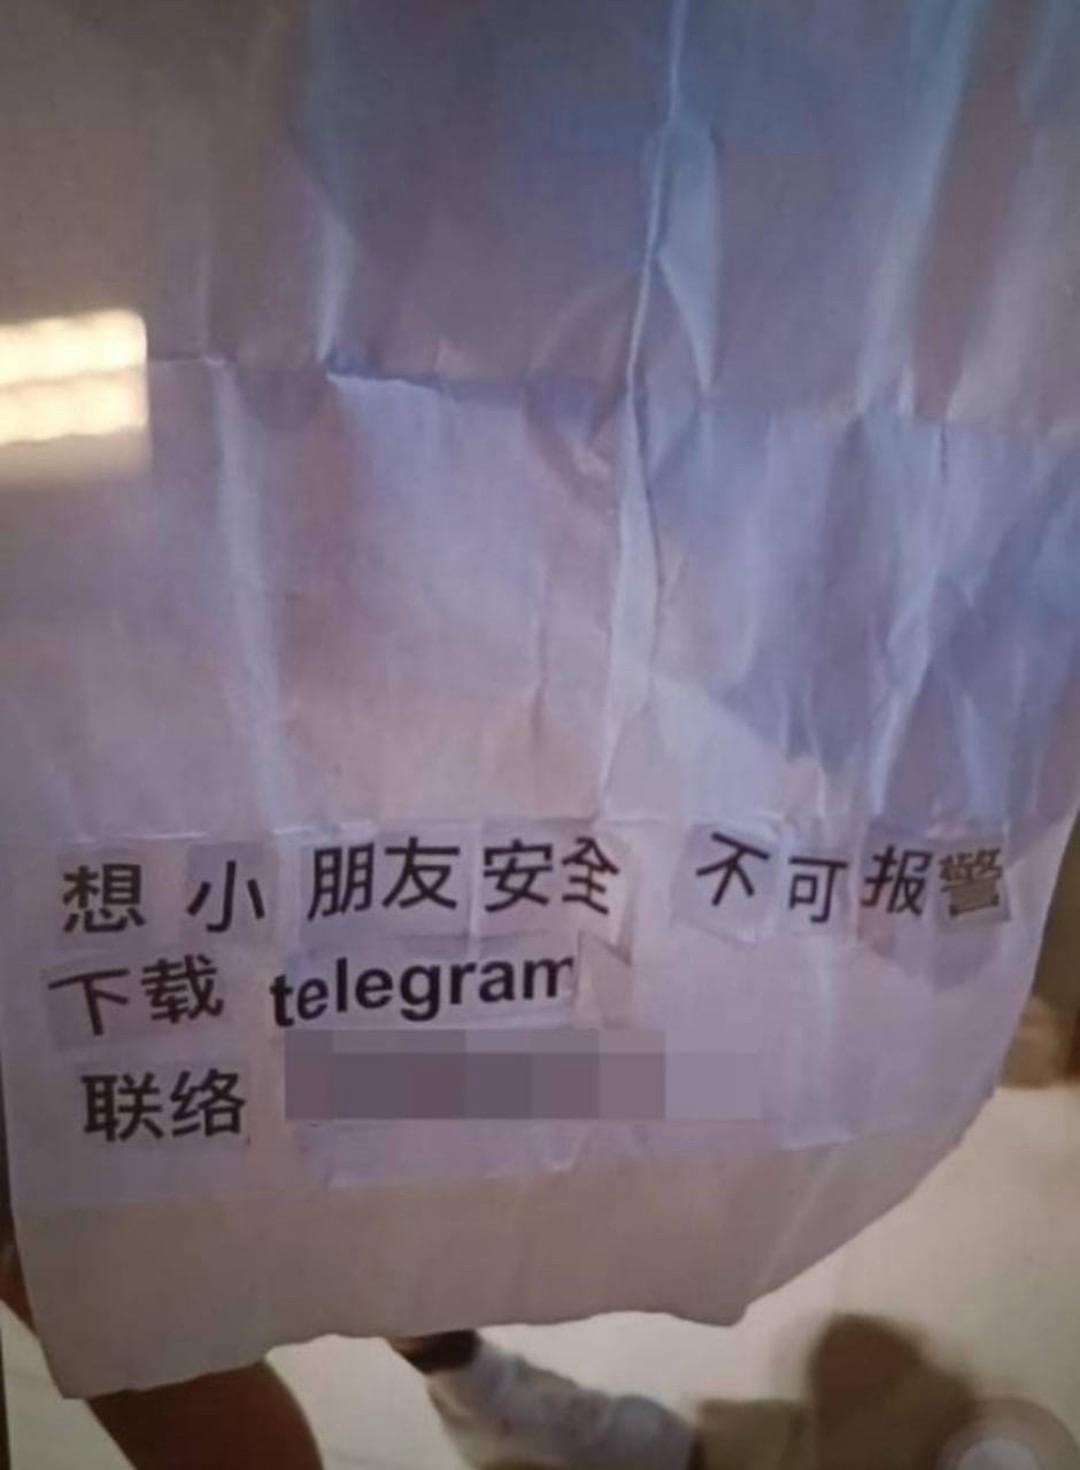 想小朋友安全 不可报警
下载 telegram
联络